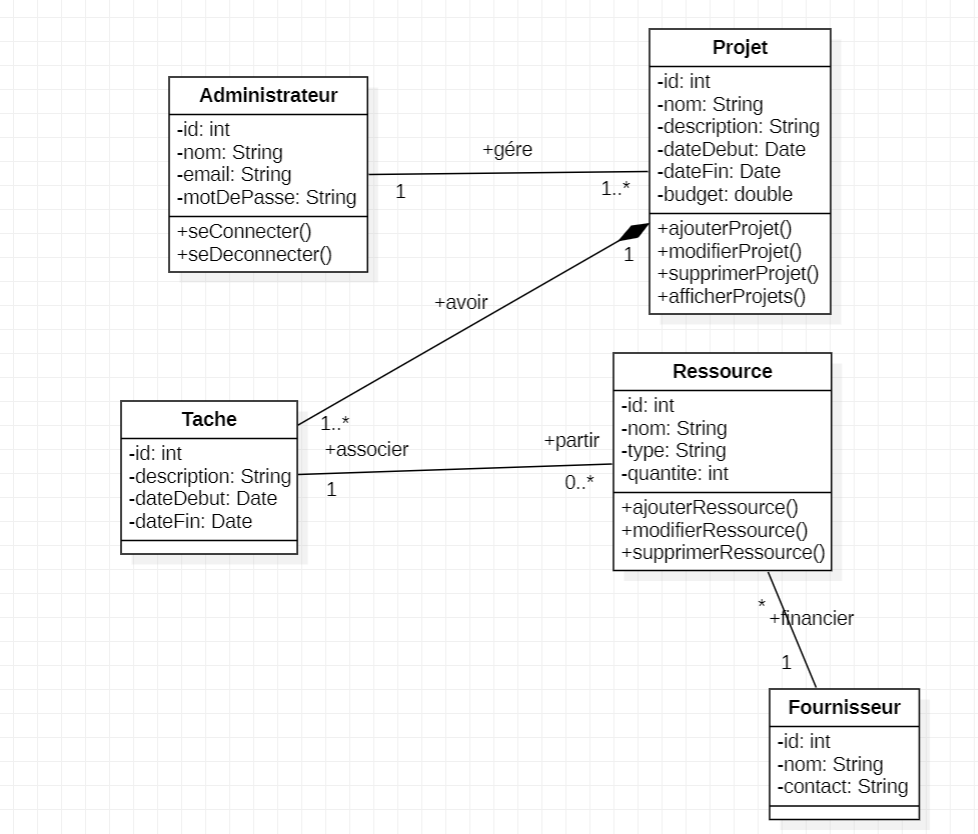 Projet
-id: int
-nom: String
-description: String
-dateDebut: Date
-dateFin: Date
-budget: double
+ajouterProjet()
+modifierProjet()
+supprimerProjet()
+afficherProjets()
Administrateur
-id: int
-nom: String
-email: String
-motDePasse: String
+seConnecter()
+seDeconnecter()
+gére
1
1..*
1
+avoir
1..*
Tache
-id: int
-description: String
-dateDebut: Date
-dateFin: Date
+associer
+partir
1
0..*
Ressource
-id: int
-nom: String
-type: String
-quantite: int
+ajouterRessource()
+modifierRessource()
+supprimerRessource()
*
+financier
1
Fournisseur
-id: int
-nom: String
-contact: String